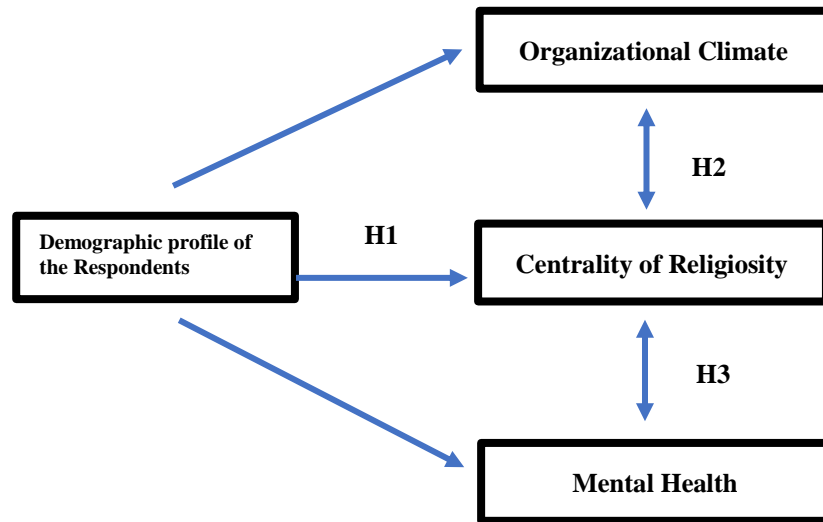 Organizational Climate
H2
Demographic profile of
the Respondents
H1
Centrality of Religiosity
H3
Mental Health